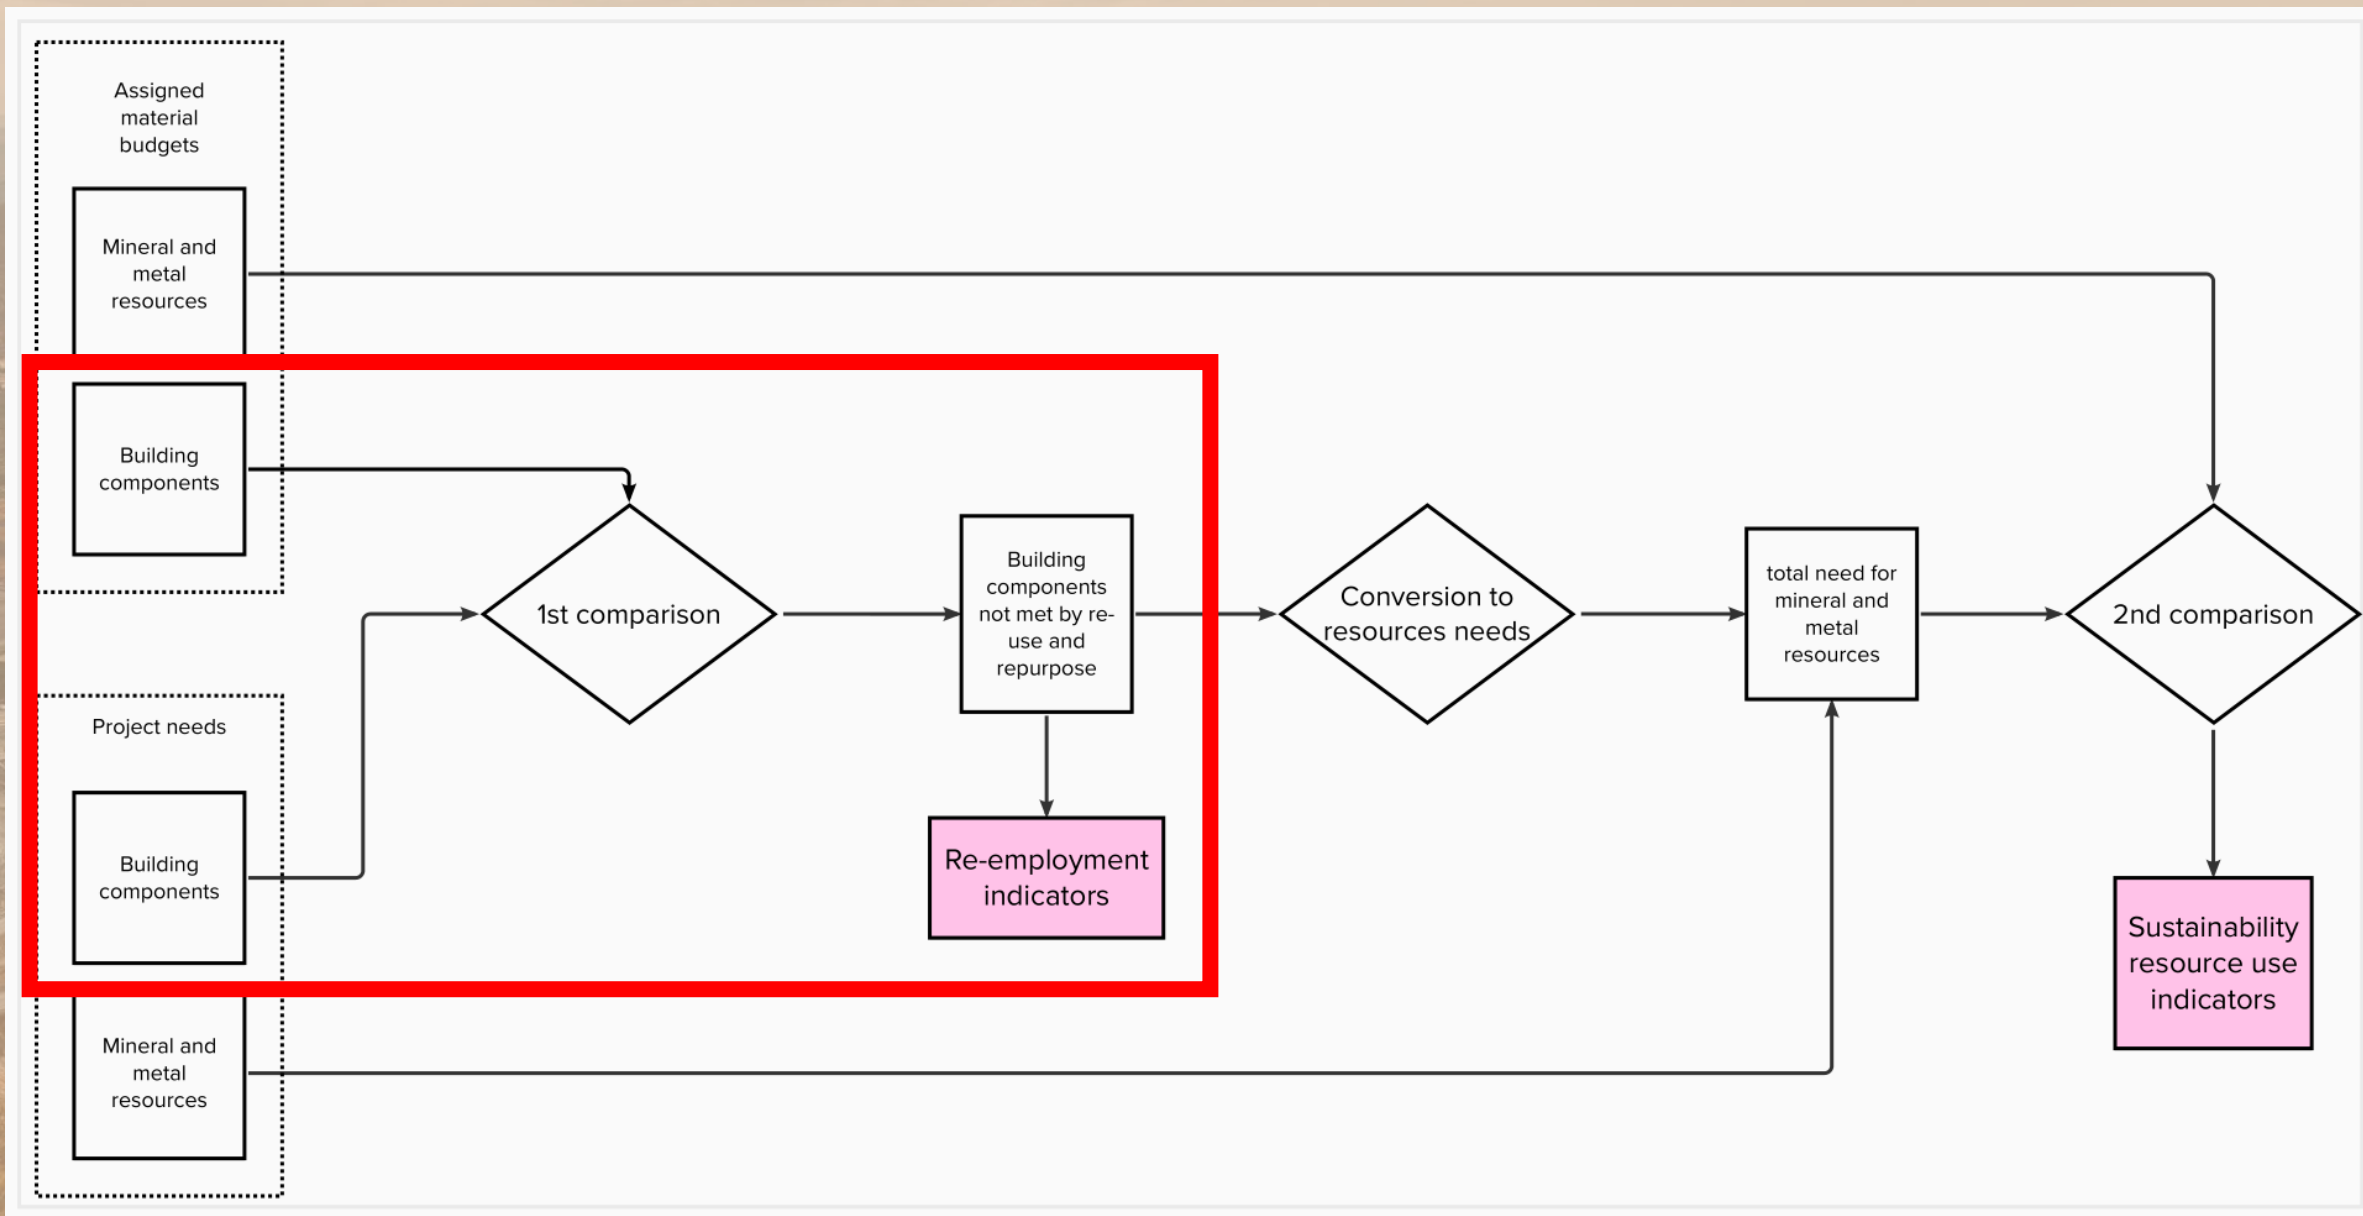 Assigned
material
budgets
Mineral and
metal
resources
Building
components
1st comparison
Building
components
not met by re-
use and
repurpose
Conversion to
resources needs
total need for
mineral and
metal
resources
2nd comparison
Project needs
Building
components
Re-employment
indicators
Sustainability
resource use
indicators
Mineral and
metal
resources